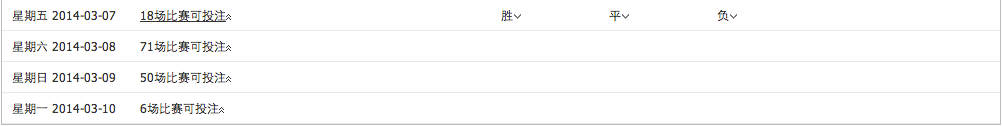 星期五 2014-03-07 18场比赛可投注 胜 平 负
星期六 2014-03-08 71场比赛可投注
星期日 2014-03-09 50场比赛可投注
星期一 2014-03-10 6场比赛可投注